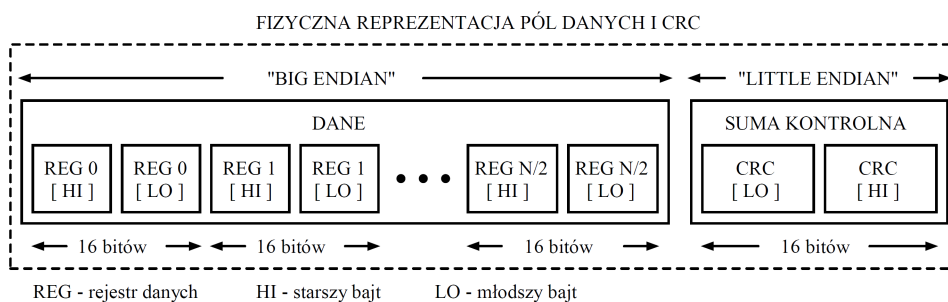 FIZYCZNA REPREZENTACJA PÓL DANYCH I CRC
"BIG ENDIAN" "LITTLE ENDIAN"
DANE SUMA KONTROLNA
REG 0 REG 0 REG 1 REG 1 REG N/2 REG N/2 CRC CRC
[ HI ] [ LO ] [ HI ] [ LO ] [ HI ] [ LO ] [ LO ] [ HI ]
16 bitów 16 bitów 16 bitów 16 bitów
REG - rejestr danych HI - starszy bajt LO - młodszy bajt